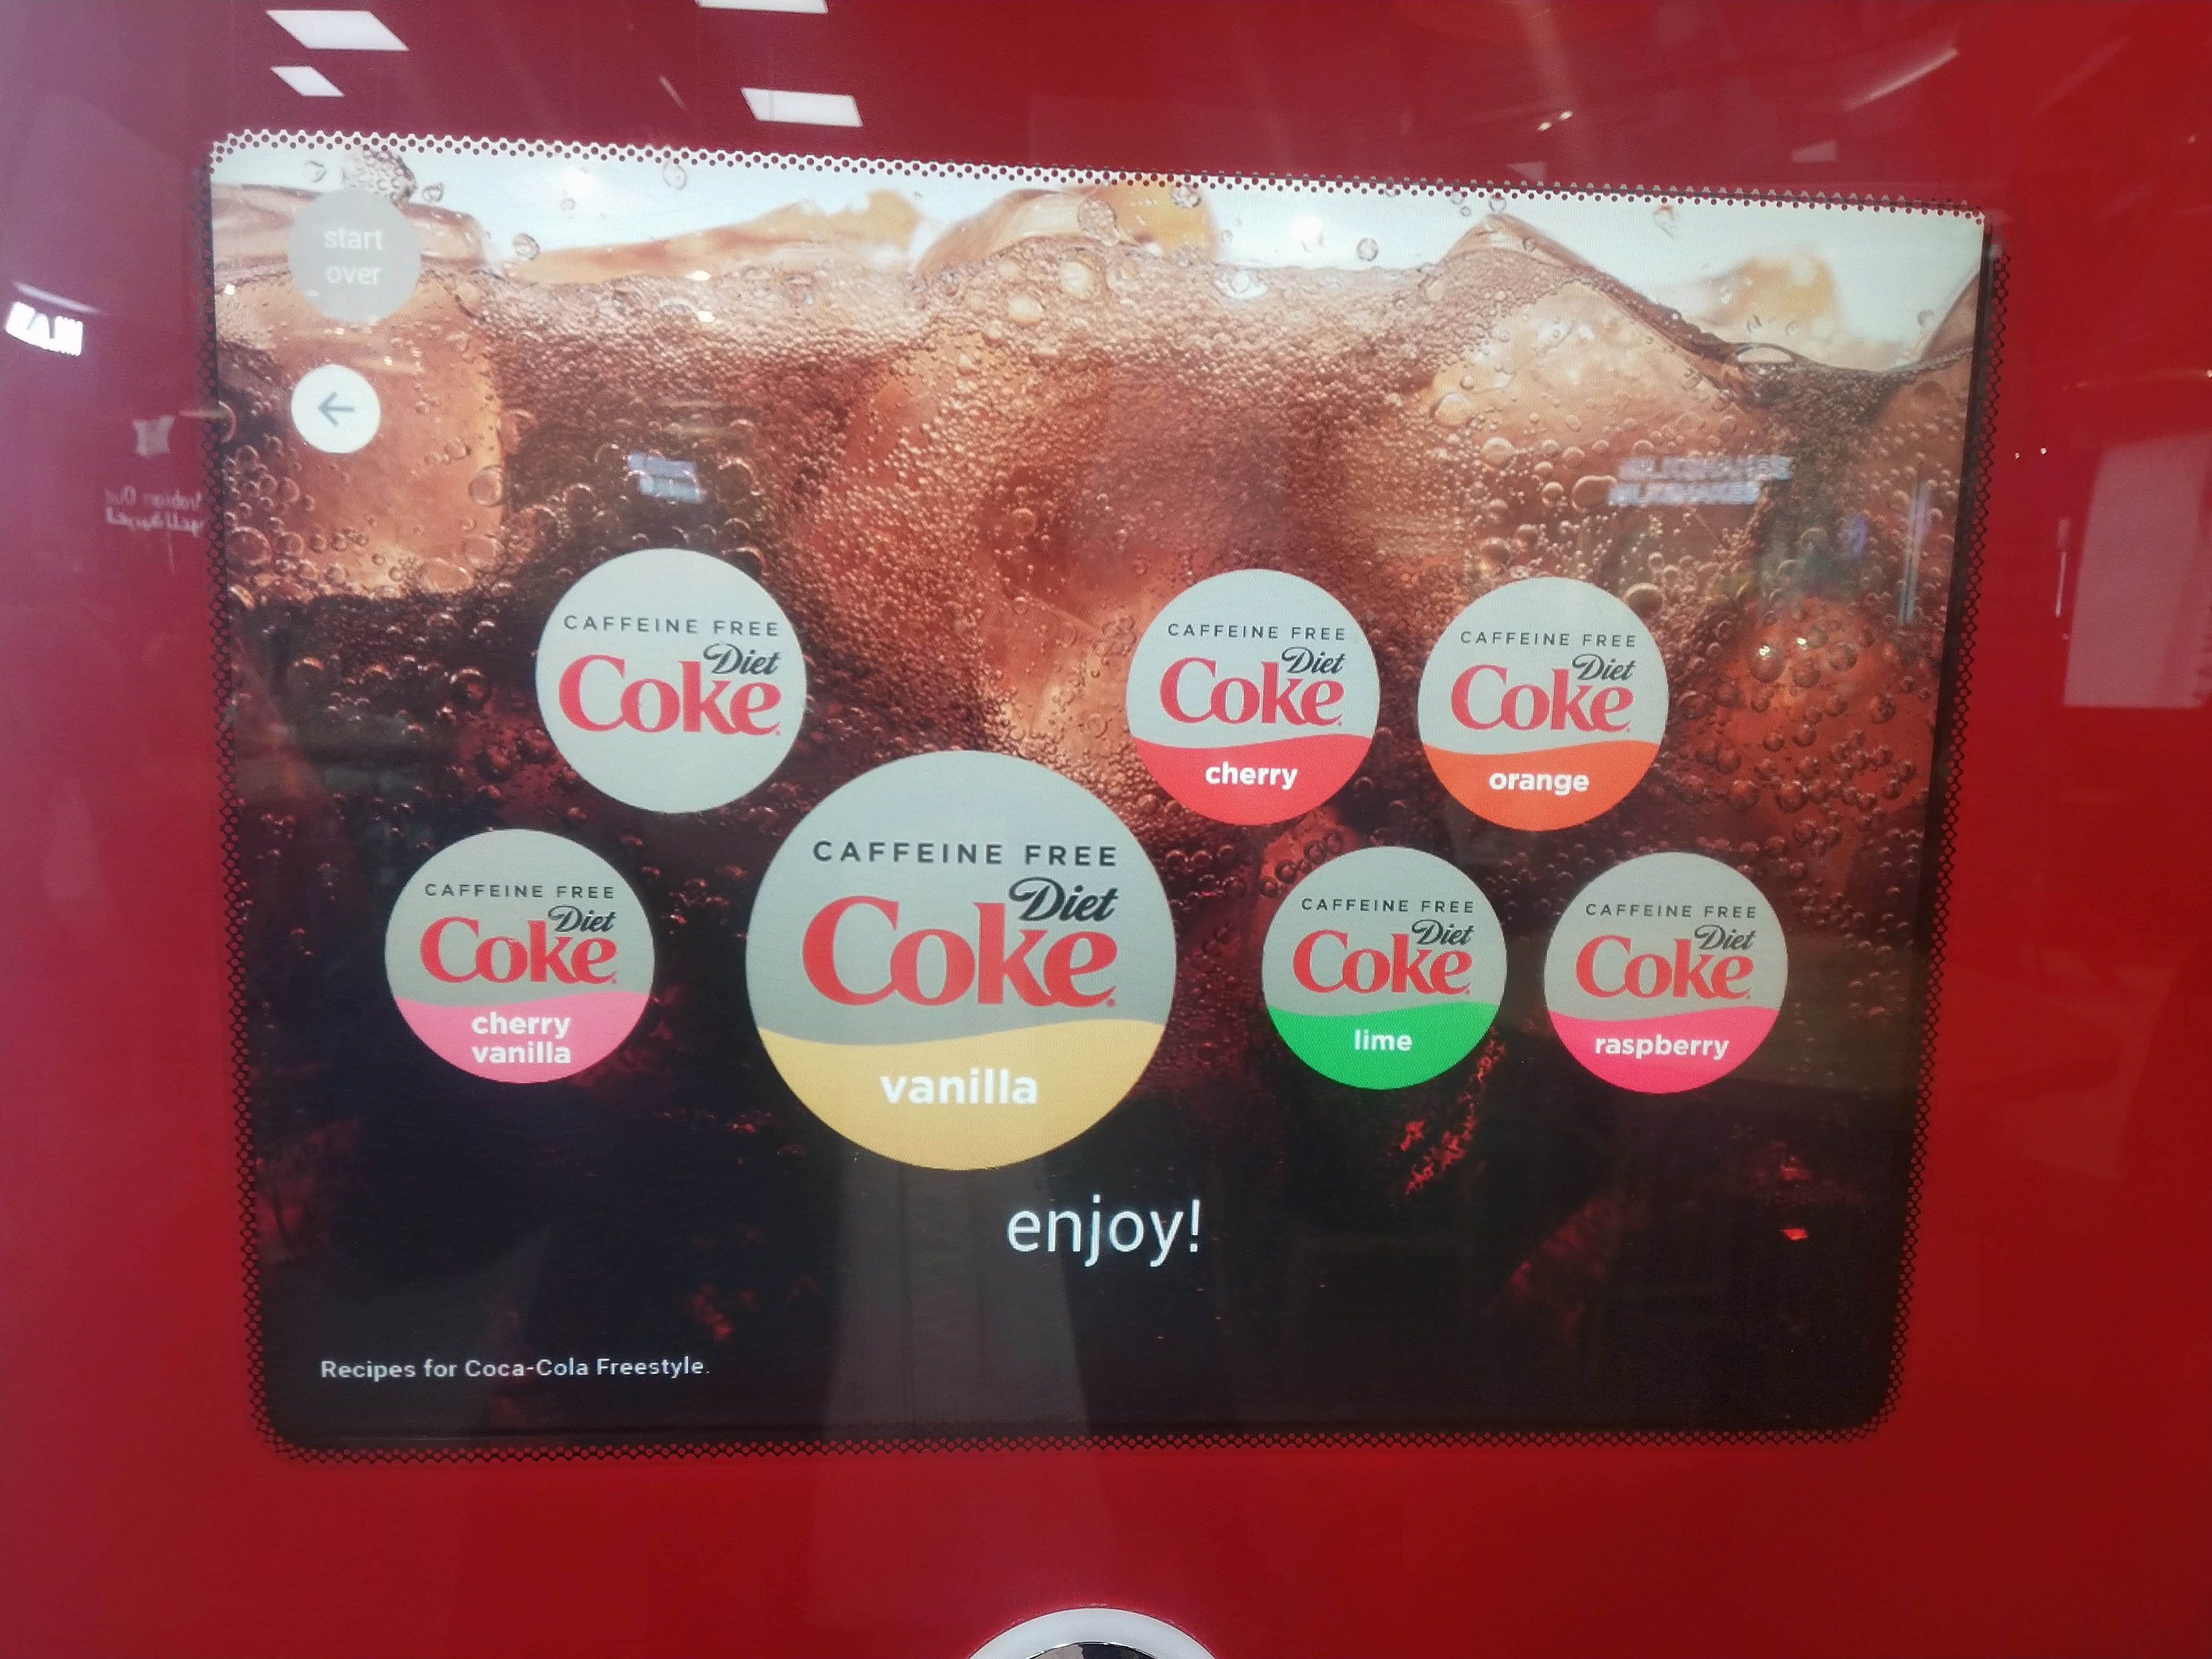 start
over
CAFFEINE FREE
Diet
Coke
CAFFEINE FREE
Diet
Coke
cherry
CAFFEINE FREE
Diet
Coke
orange
CAFFEINE FREE
Diet
Coke
cherry
vanilla
CAFFEINE FREE
Diet
Coke
vanilla
CAFFEINE FREE
Diet
Coke
lime
CAFFEINE FREE
Diet
Coke
raspberry
enjoy!
Recipes for Coca-Cola Freestyle.